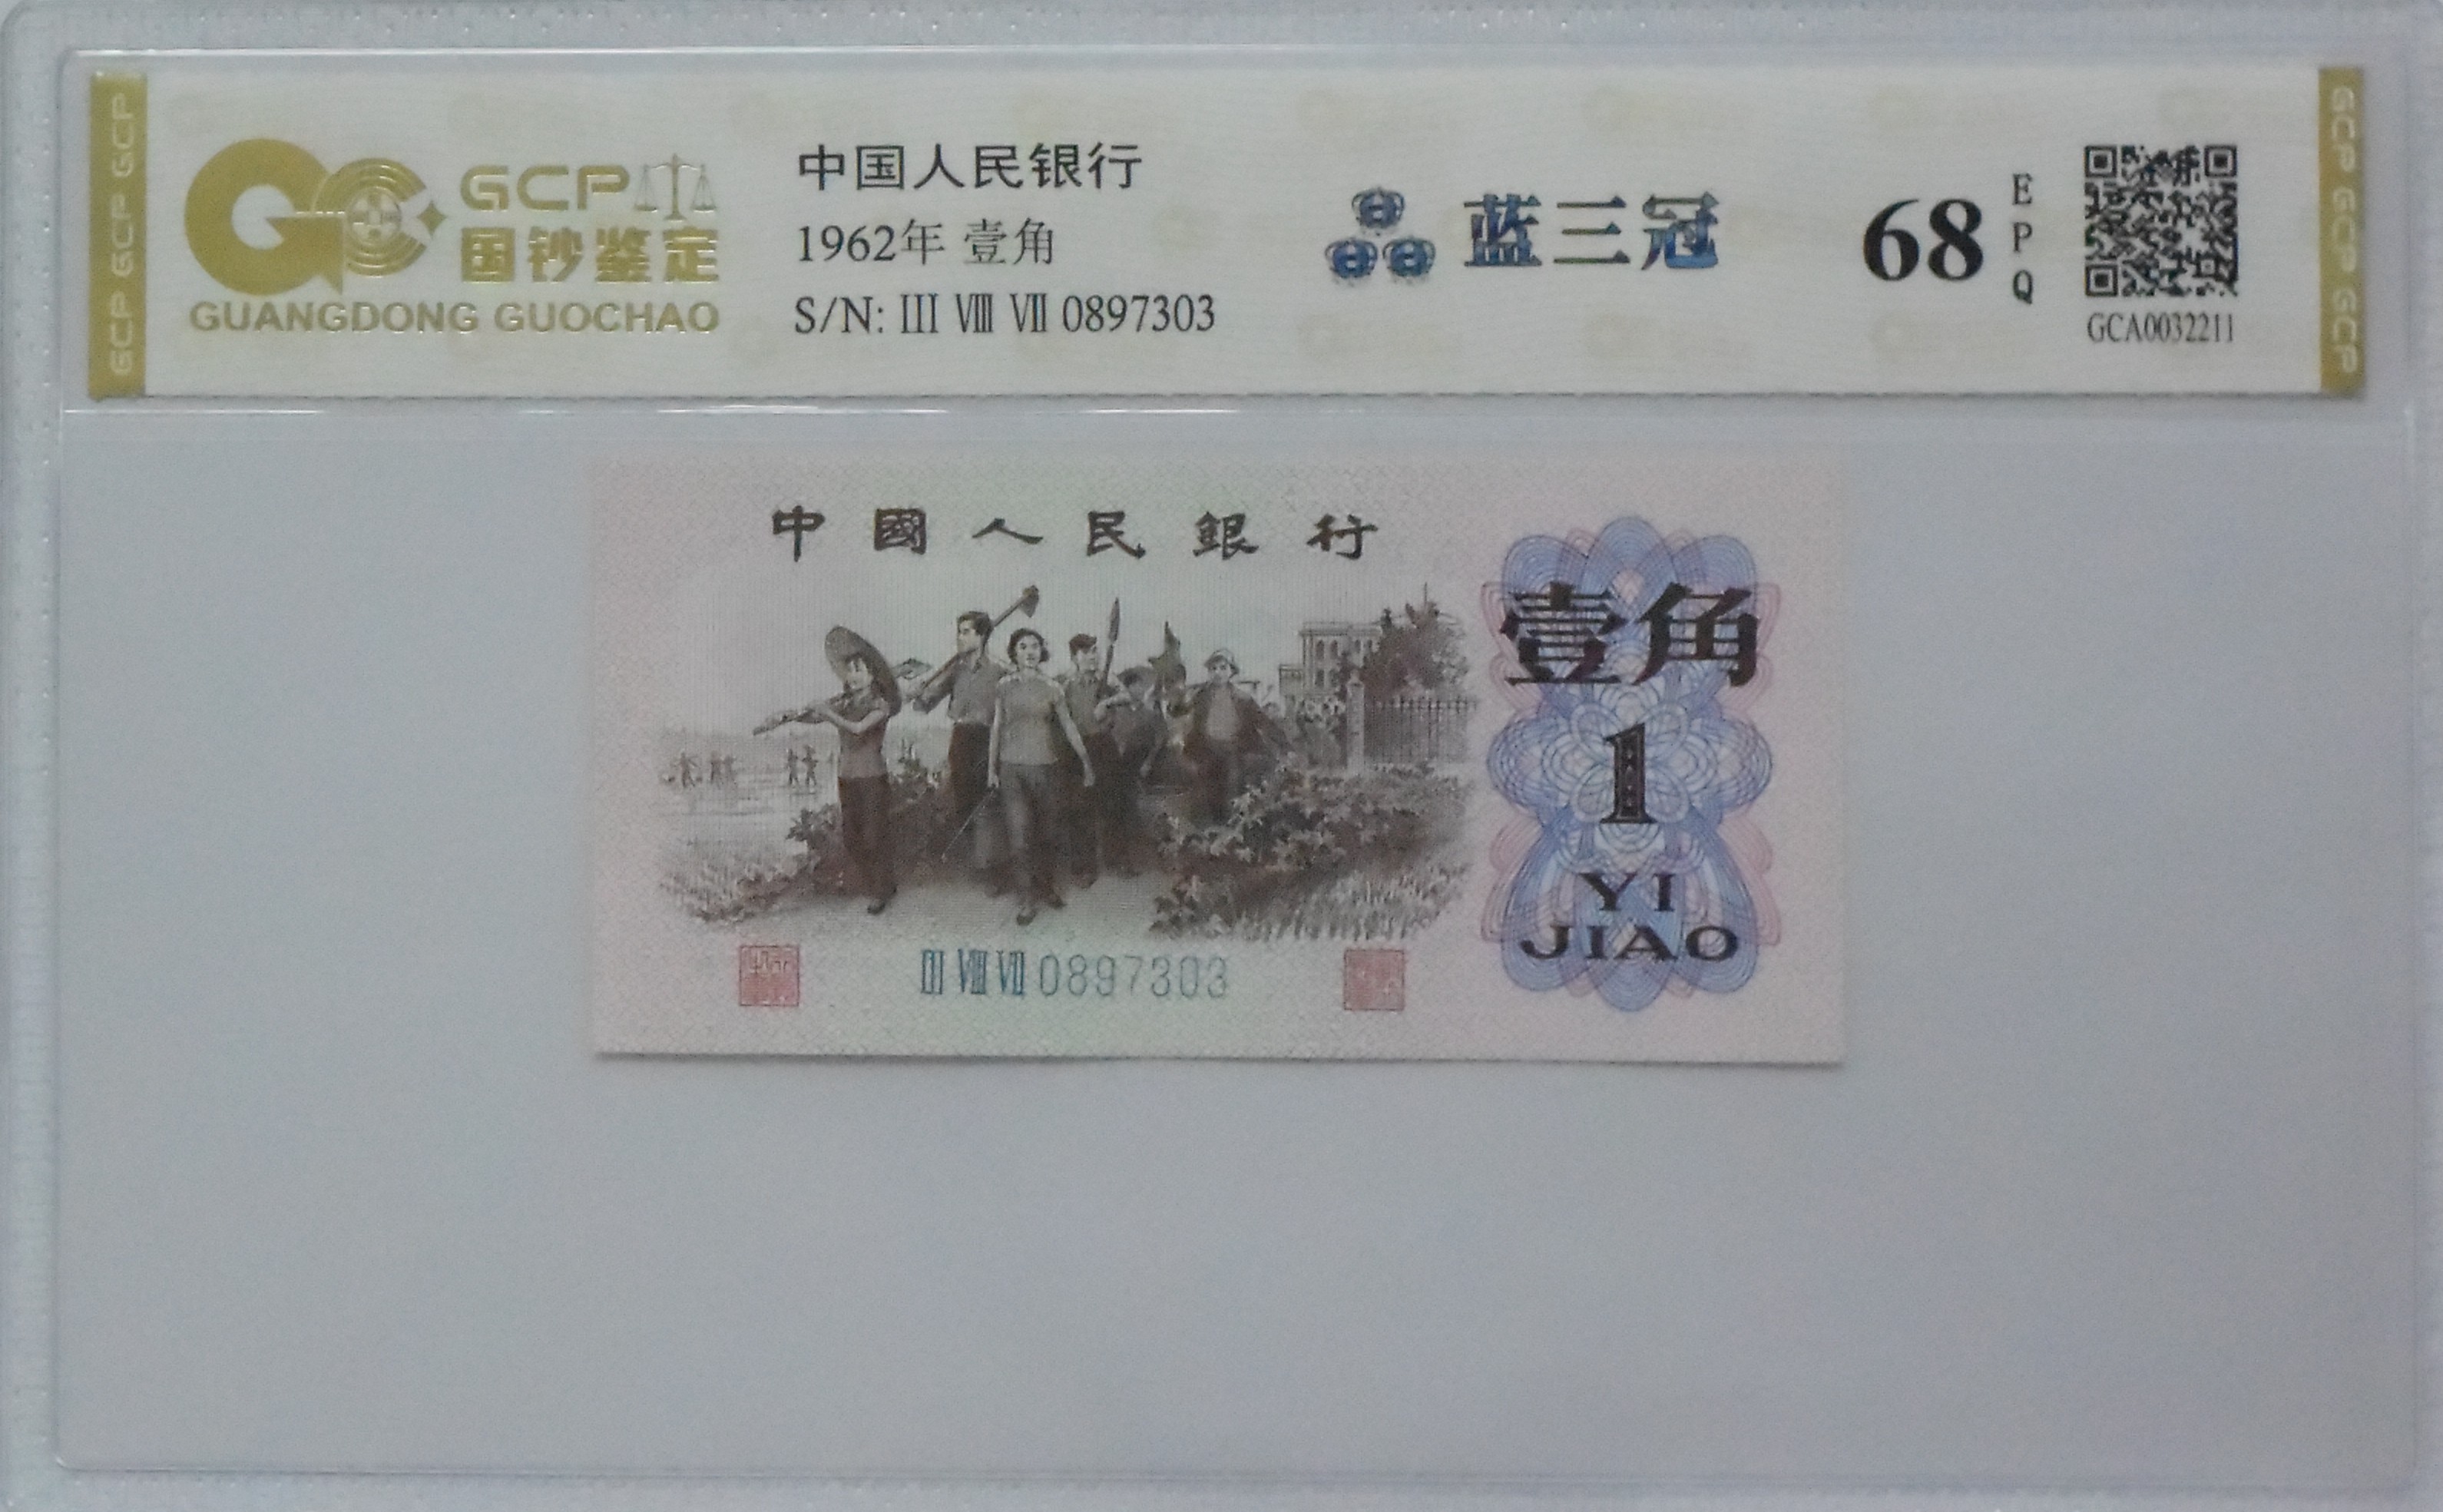 GCP GCP GCP
GCP
国钞鉴定
GUANGDONG GUOCHAO
中国人民银行
1962年 壹角
S/N: III VIII VII 0897303
蓝三冠
68
EPQ
GCA0032211
GCP GCP GCP
中國人民銀行
壹角
1
YI
JIAO
III VIII VII 0897303